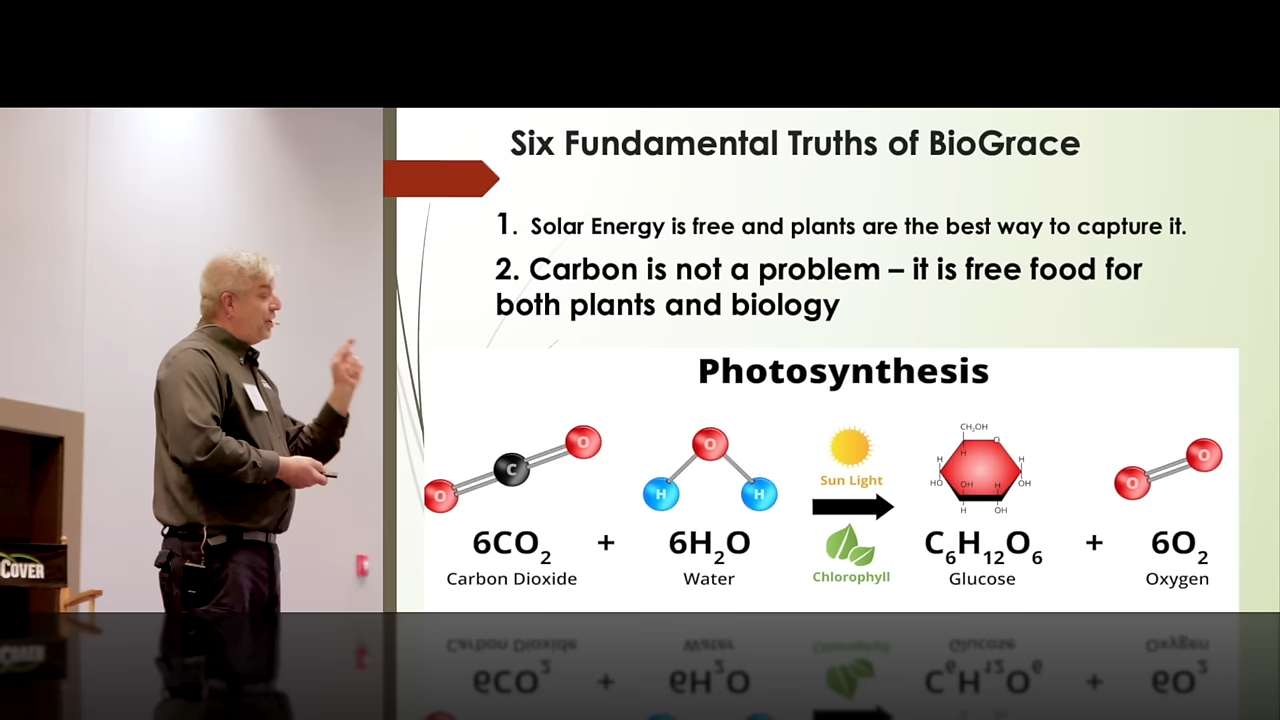 Six Fundamental Truths of BioGrace
1. Solar Energy is free and plants are the best way to capture it.
2. Carbon is not a problem – it is free food for
both plants and biology
Photosynthesis
O C O
O
H H
Sun Light
CH₂OH
O
H H H
HO OH H OH
H OH
O O
6CO₂ + 6H₂O C₆H₁₂O₆ + 6O₂
Carbon Dioxide Water Chlorophyll Glucose Oxygen
COVER